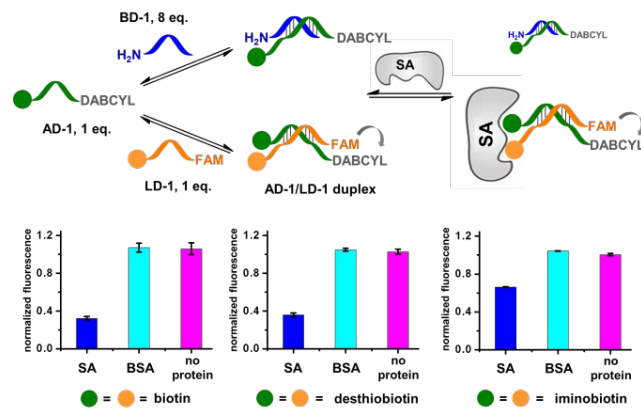 BD-1, 8 eq.
H₂N
H₂N
DABCYL
AD-1, 1 eq.
DABCYL
LD-1, 1 eq.
FAM
FAM
DABCYL
AD-1/LD-1 duplex
SA
H₂N
DABCYL
SA
FAM
DABCYL
normalized fluorescence
1.2
0.8
0.4
0.0
SA BSA no protein
= = biotin
normalized fluorescence
1.2
0.8
0.4
0.0
SA BSA no protein
= = desthiobiotin
normalized fluorescence
1.2
0.8
0.4
0.0
SA BSA no protein
= = iminobiotin